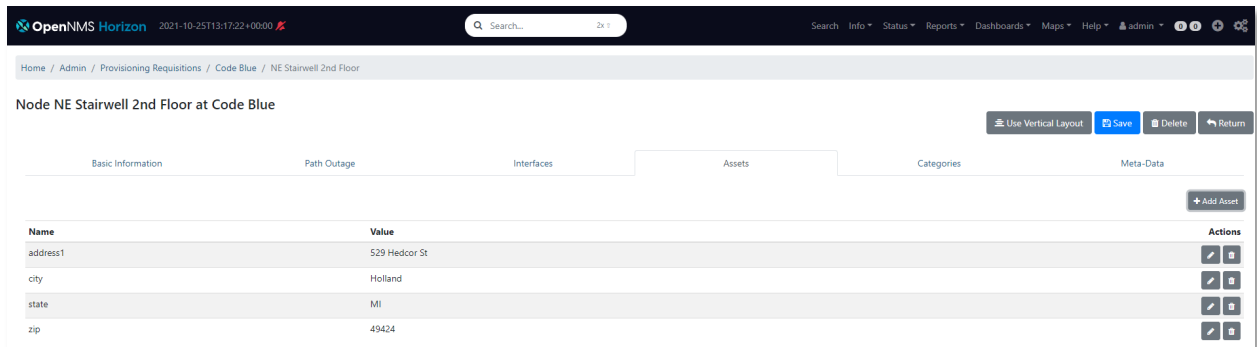 OpenNMS Horizon 2021-10-25T13:17:22+00:00 Search... 2x ⇧ Search Info Status Reports Dashboards Maps Help admin 0 0
Home / Admin / Provisioning Requisitions / Code Blue / NE Stairwell 2nd Floor
Node NE Stairwell 2nd Floor at Code Blue
Use Vertical Layout Save Delete Return
Basic Information Path Outage Interfaces Assets Categories Meta-Data
+ Add Asset
Name Value Actions
address1 529 Hedcor St
city Holland
state MI
zip 49424